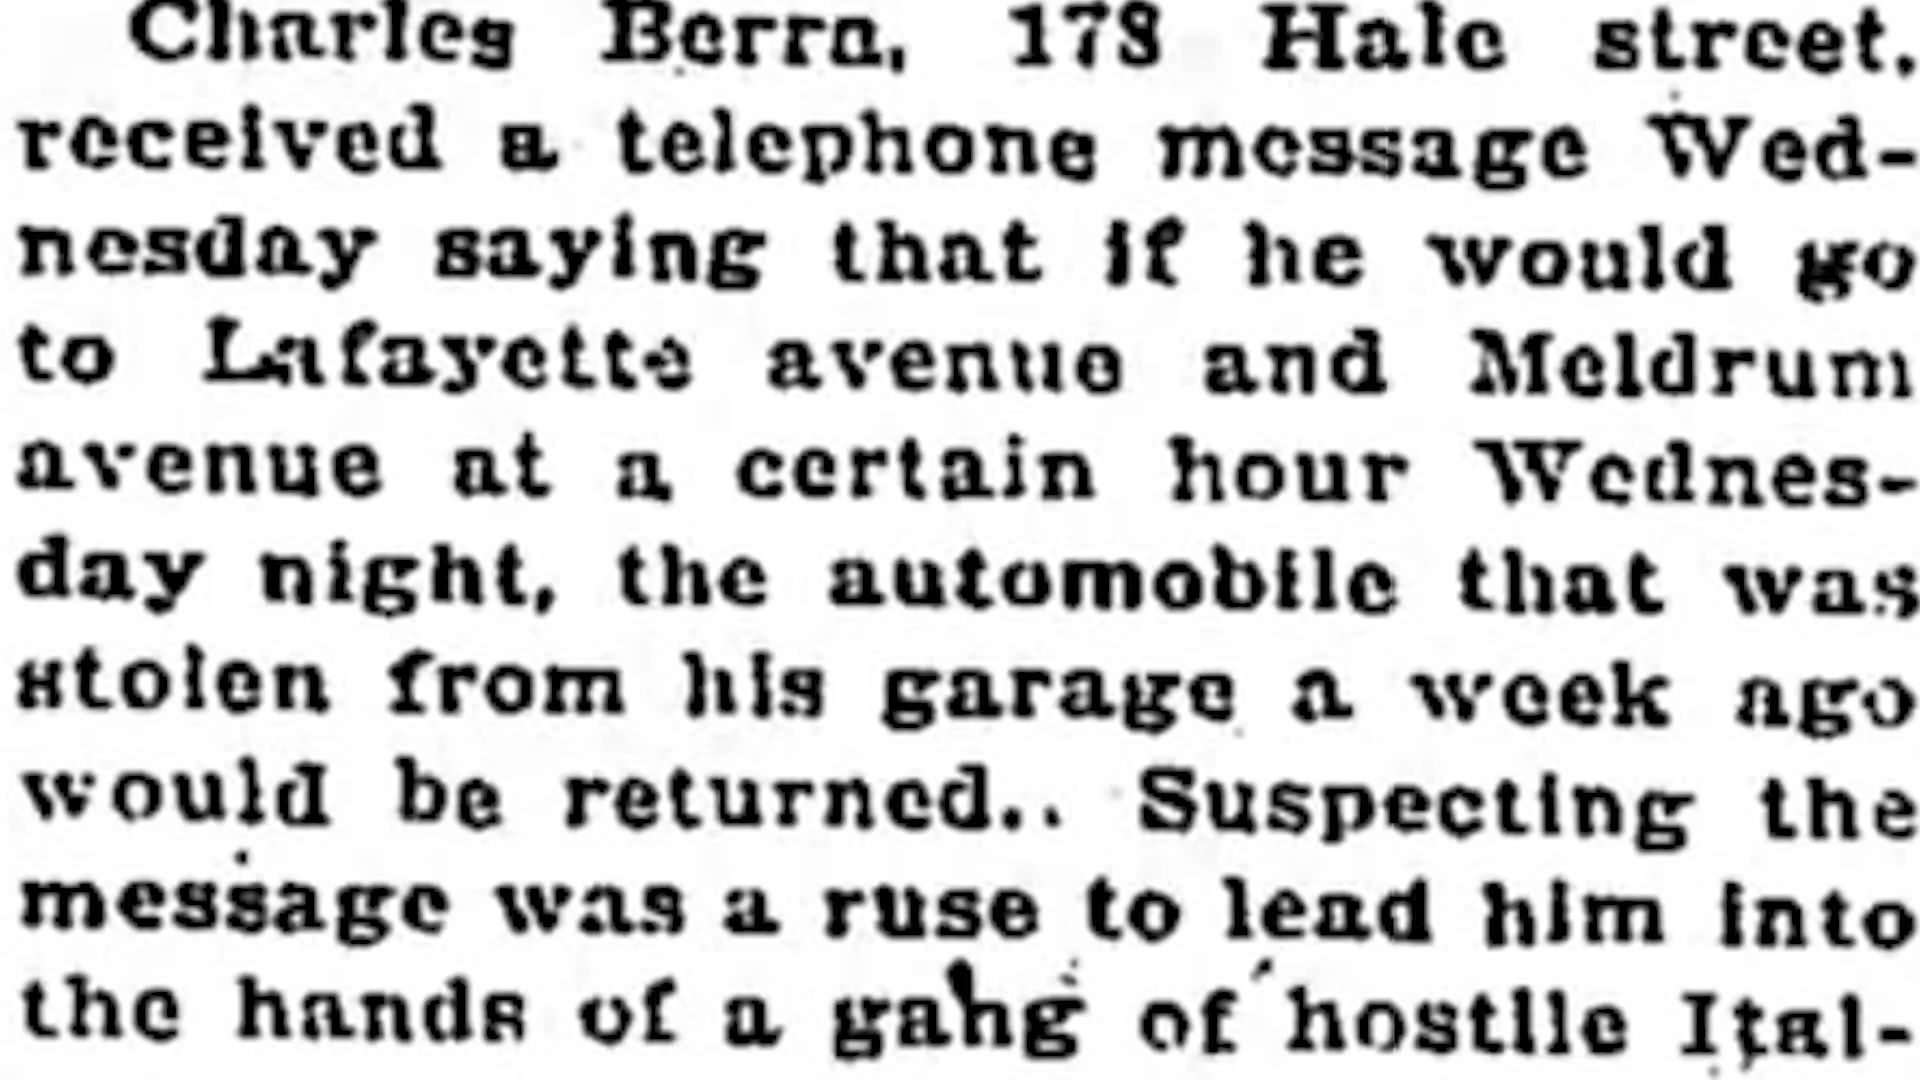 Charles Berra, 178 Hale street,
received a telephone message Wed-
nesday saying that if he would go
to Lafayette avenue and Meldrum
avenue at a certain hour Wednes-
day night, the automobile that was
stolen from his garage a week ago
would be returned.. Suspecting the
message was a ruse to lead him into
the hands of a gang of hostile Ital-